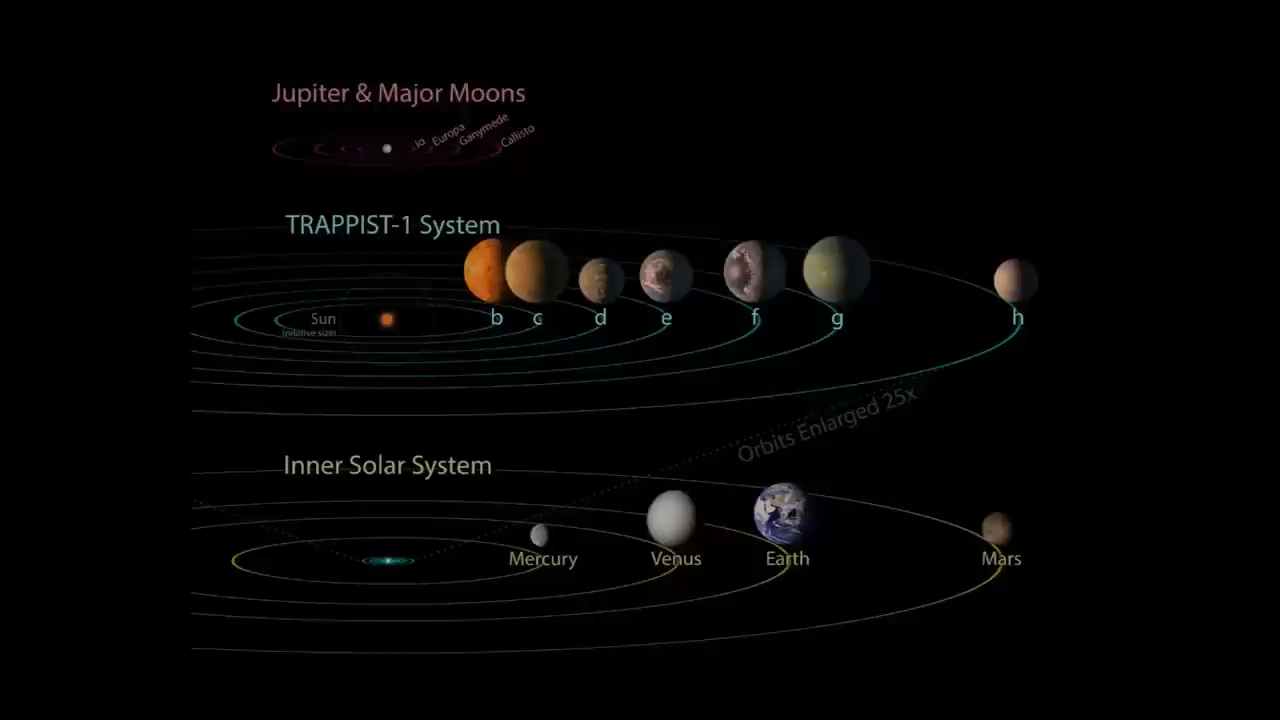 Jupiter & Major Moons
Io
Europa
Ganymede
Callisto
TRAPPIST-1 System
Sun
(relative size)
b
c
d
e
f
g
h
Orbits Enlarged 25x
Inner Solar System
Mercury
Venus
Earth
Mars